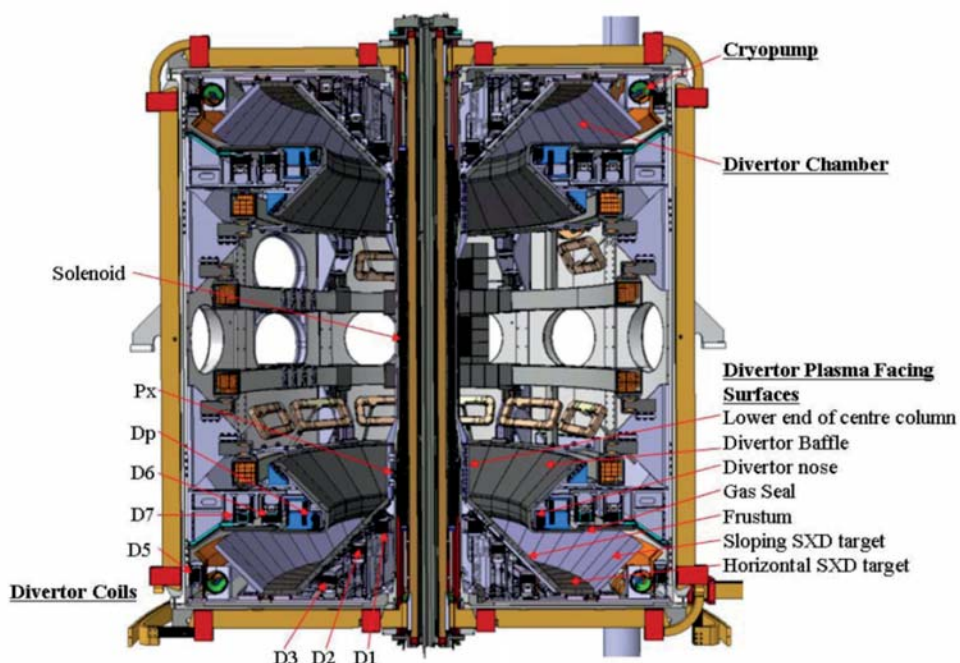 Cryopump
Divertor Chamber
Solenoid
Divertor Plasma Facing
Surfaces
Px
Lower end of centre column
Dp
Divertor Baffle
D6
Divertor nose
D7
Gas Seal
Frustum
D5
Sloping SXD target
Horizontal SXD target
Divertor Coils
D3
D2
D1